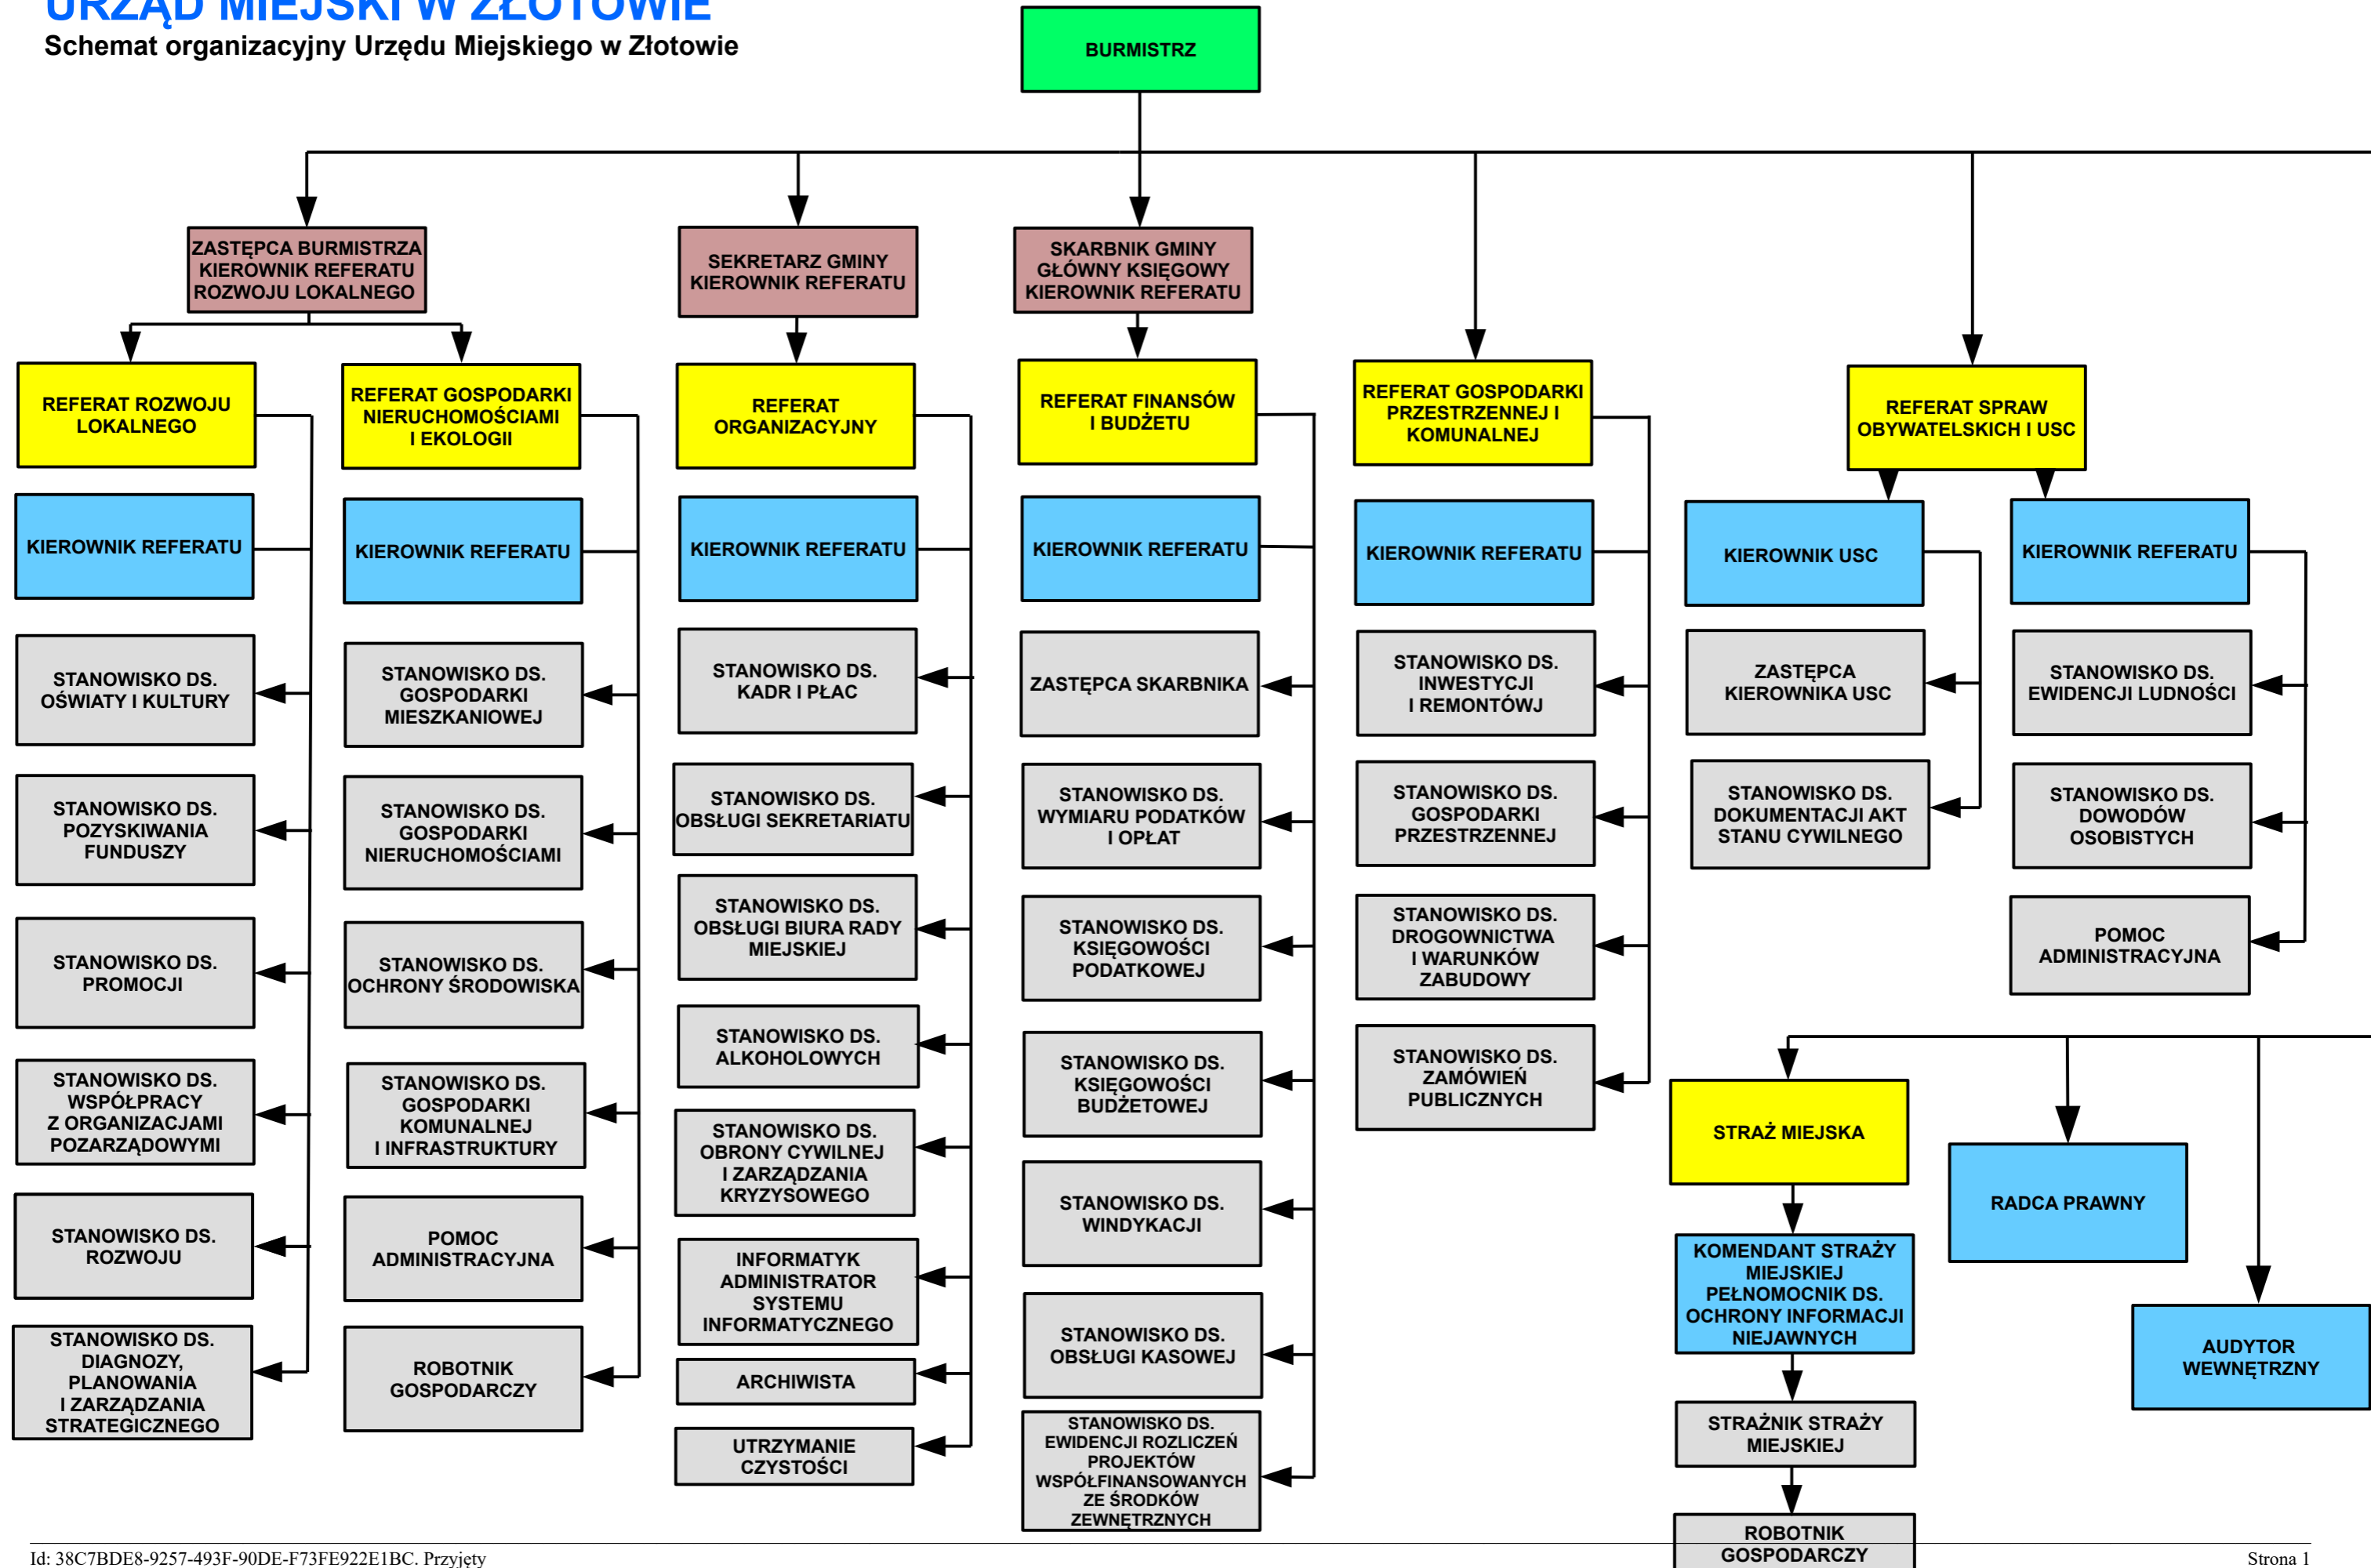 URZĄD MIEJSKI W ZŁOTOWIE
Schemat organizacyjny Urzędu Miejskiego w Złotowie
BURMISTRZ
ZASTĘPCA BURMISTRZA
KIEROWNIK REFERATU
ROZWOJU LOKALNEGO
SEKRETARZ GMINY
KIEROWNIK REFERATU
SKARBNIK GMINY
GŁÓWNY KSIĘGOWY
KIEROWNIK REFERATU
REFERAT ROZWOJU
LOKALNEGO
KIEROWNIK REFERATU
STANOWISKO DS.
OŚWIATY I KULTURY
STANOWISKO DS.
POZYSKIWANIA
FUNDUSZY
STANOWISKO DS.
PROMOCJI
STANOWISKO DS.
WSPÓŁPRACY
Z ORGANIZACJAMI
POZARZĄDOWYMI
STANOWISKO DS.
ROZWOJU
STANOWISKO DS.
DIAGNOZY,
PLANOWANIA
I ZARZĄDZANIA
STRATEGICZNEGO
REFERAT GOSPODARKI
NIERUCHOMOŚCIAMI
I EKOLOGII
KIEROWNIK REFERATU
STANOWISKO DS.
GOSPODARKI
MIESZKANIOWEJ
STANOWISKO DS.
GOSPODARKI
NIERUCHOMOŚCIAMI
STANOWISKO DS.
OCHRONY ŚRODOWISKA
STANOWISKO DS.
GOSPODARKI
KOMUNALNEJ
I INFRASTRUKTURY
POMOC
ADMINISTRACYJNA
ROBOTNIK
GOSPODARCZY
REFERAT
ORGANIZACYJNY
KIEROWNIK REFERATU
STANOWISKO DS.
KADR I PŁAC
STANOWISKO DS.
OBSŁUGI SEKRETARIATU
STANOWISKO DS.
OBSŁUGI BIURA RADY
MIEJSKIEJ
STANOWISKO DS.
ALKOHOLOWYCH
STANOWISKO DS.
OBRONY CYWILNEJ
I ZARZĄDZANIA
KRYZYSOWEGO
INFORMATYK
ADMINISTRATOR
SYSTEMU
INFORMATYCZNEGO
ARCHIWISTA
UTRZYMANIE
CZYSTOŚCI
REFERAT FINANSÓW
I BUDŻETU
KIEROWNIK REFERATU
ZASTĘPCA SKARBNIKA
STANOWISKO DS.
WYMIARU PODATKÓW
I OPŁAT
STANOWISKO DS.
KSIĘGOWOŚCI
PODATKOWEJ
STANOWISKO DS.
KSIĘGOWOŚCI
BUDŻETOWEJ
STANOWISKO DS.
WINDYKACJI
STANOWISKO DS.
OBSŁUGI KASOWEJ
STANOWISKO DS.
EWIDENCJI ROZLICZEŃ
PROJEKTÓW
WSPÓŁFINANSOWANYCH
ZE ŚRODKÓW
ZEWNĘTRZNYCH
REFERAT GOSPODARKI
PRZESTRZENNEJ I
KOMUNALNEJ
KIEROWNIK REFERATU
STANOWISKO DS.
INWESTYCJI
I REMONTÓWJ
STANOWISKO DS.
GOSPODARKI
PRZESTRZENNEJ
STANOWISKO DS.
DROGOWNICTWA
I WARUNKÓW
ZABUDOWY
STANOWISKO DS.
ZAMÓWIEŃ
PUBLICZNYCH
REFERAT SPRAW
OBYWATELSKICH I USC
KIEROWNIK USC
ZASTĘPCA
KIEROWNIKA USC
STANOWISKO DS.
DOKUMENTACJI AKT
STANU CYWILNEGO
KIEROWNIK REFERATU
STANOWISKO DS.
EWIDENCJI LUDNOŚCI
STANOWISKO DS.
DOWODÓW
OSOBISTYCH
POMOC
ADMINISTRACYJNA
STRAŻ MIEJSKA
KOMENDANT STRAŻY
MIEJSKIEJ
PEŁNOMOCNIK DS.
OCHRONY INFORMACJI
NIEJAWNYCH
STRAŻNIK STRAŻY
MIEJSKIEJ
ROBOTNIK
GOSPODARCZY
RADCA PRAWNY
AUDYTOR
WEWNĘTRZNY
Id: 38C7BDE8-9257-493F-90DE-F73FE922E1BC. Przyjęty
Strona 1